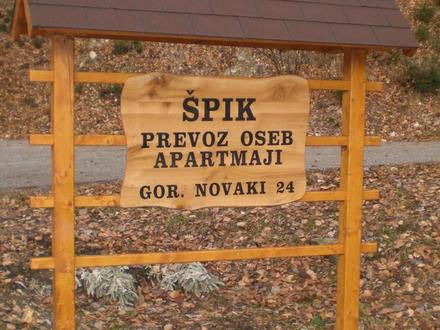 ŠPIK
PREVOZ OSEB
APARTMAJI
GOR. NOVAKI 24